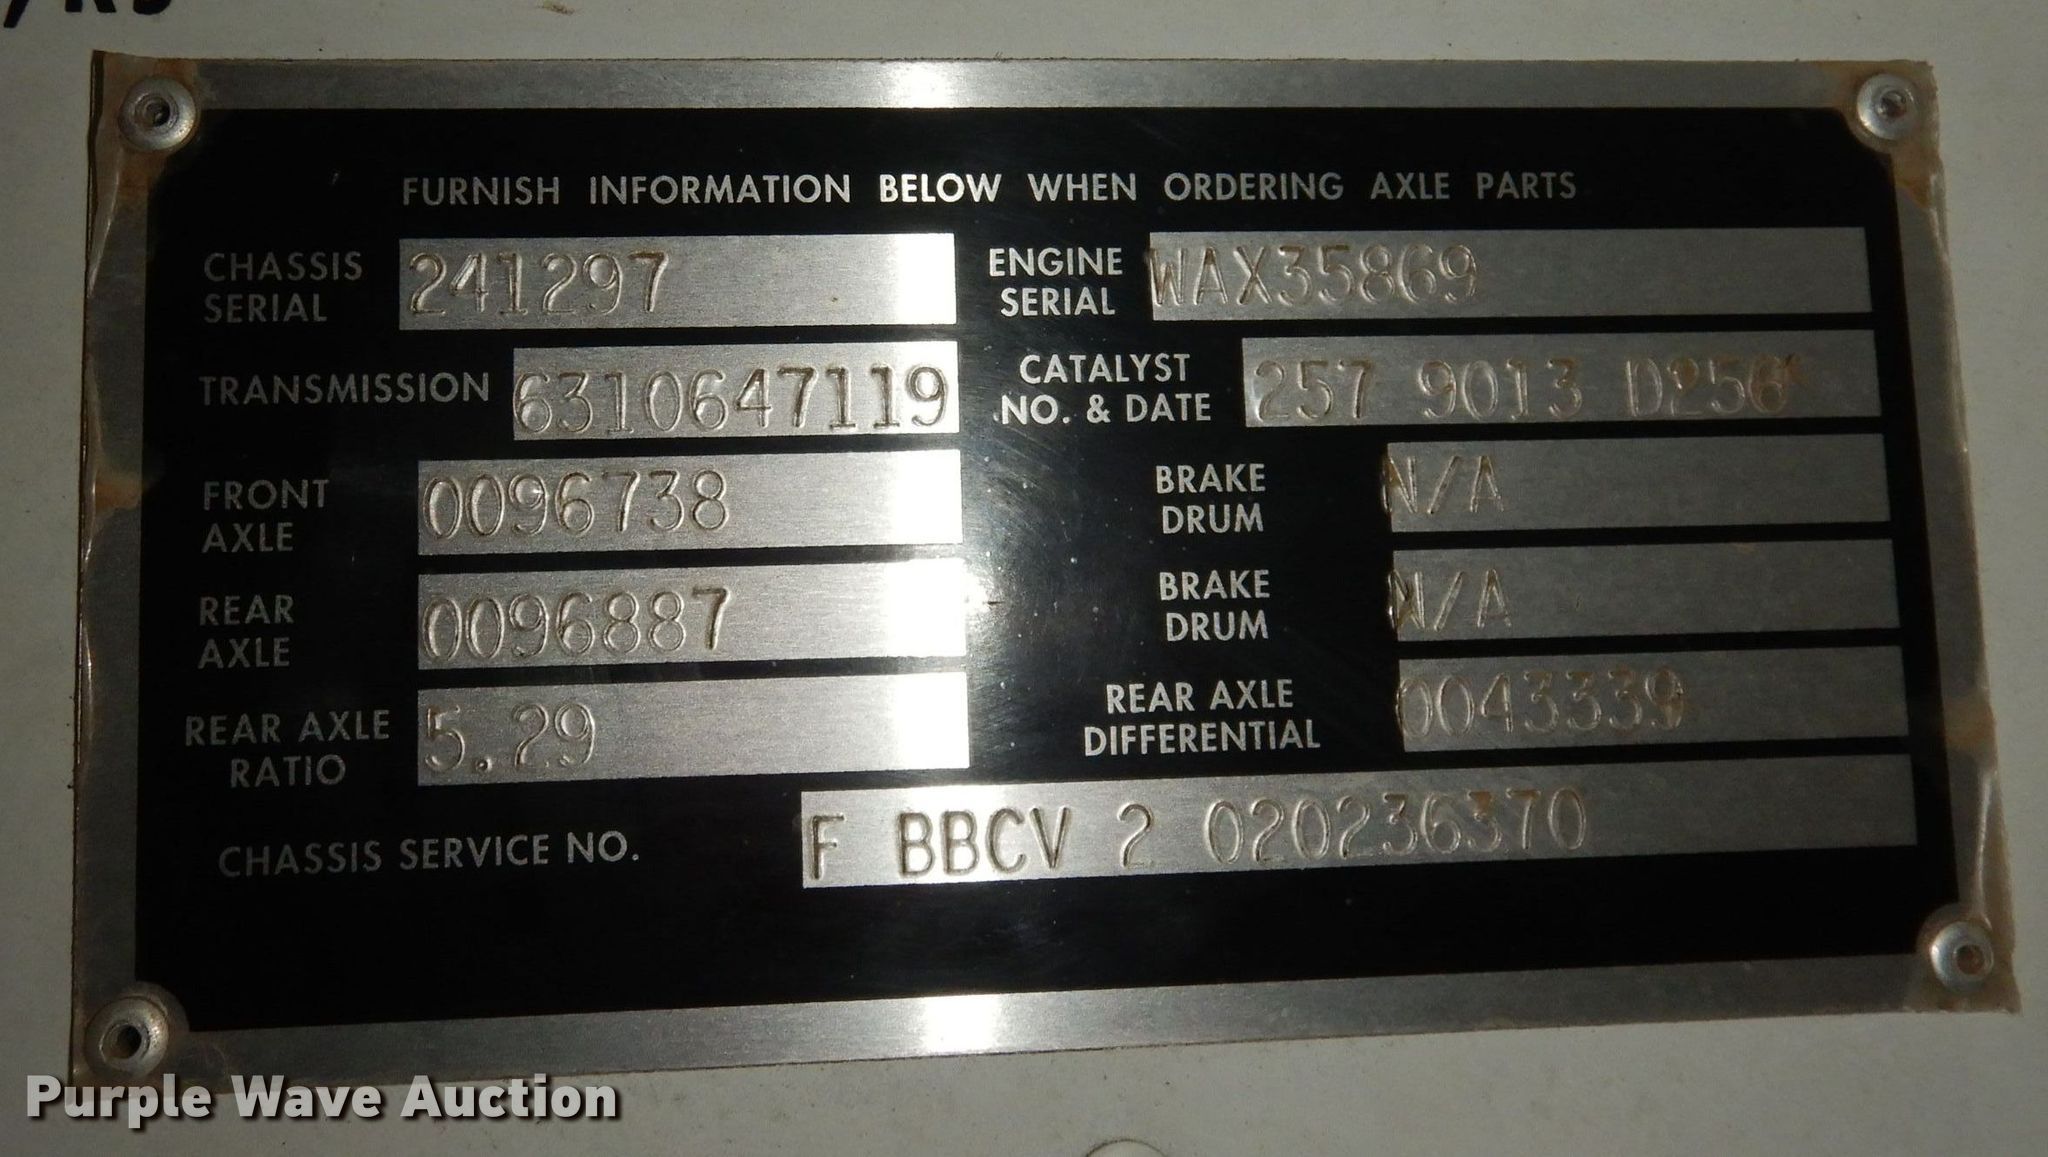 FURNISH INFORMATION BELOW WHEN ORDERING AXLE PARTS
CHASSIS SERIAL 241297
ENGINE SERIAL WAX35869
TRANSMISSION 6310647119
CATALYST NO. & DATE 257 9013 D256
FRONT AXLE 0096738
BRAKE DRUM N/A
REAR AXLE 0096887
BRAKE DRUM N/A
REAR AXLE RATIO 5.29
REAR AXLE DIFFERENTIAL 0043339
CHASSIS SERVICE NO. F BBCV 2 020236370
Purple Wave Auction